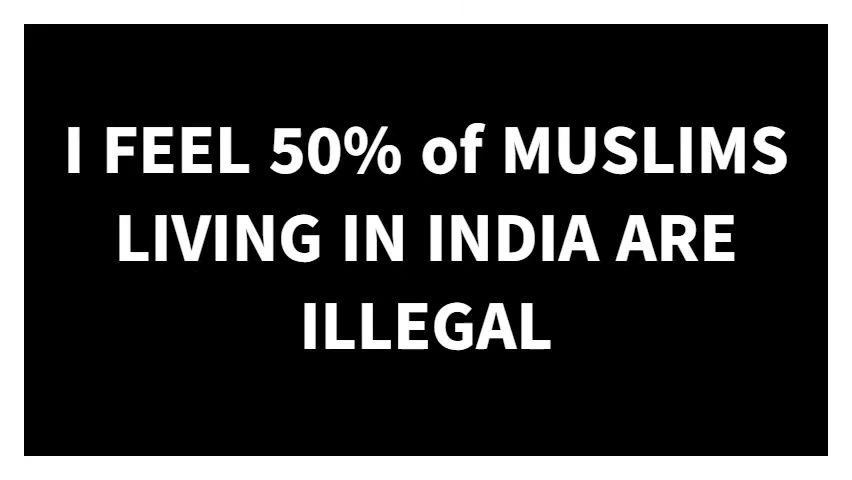 I FEEL 50% of MUSLIMS
LIVING IN INDIA ARE
ILLEGAL